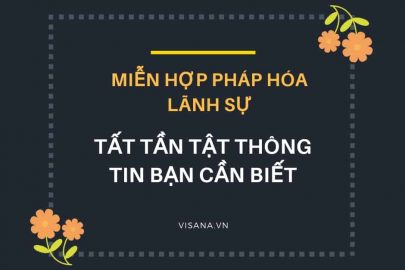 MIỄN HỢP PHÁP HÓA
LÃNH SỰ
TẤT TẦN TẬT THÔNG
TIN BẠN CẦN BIẾT
VISANA.VN